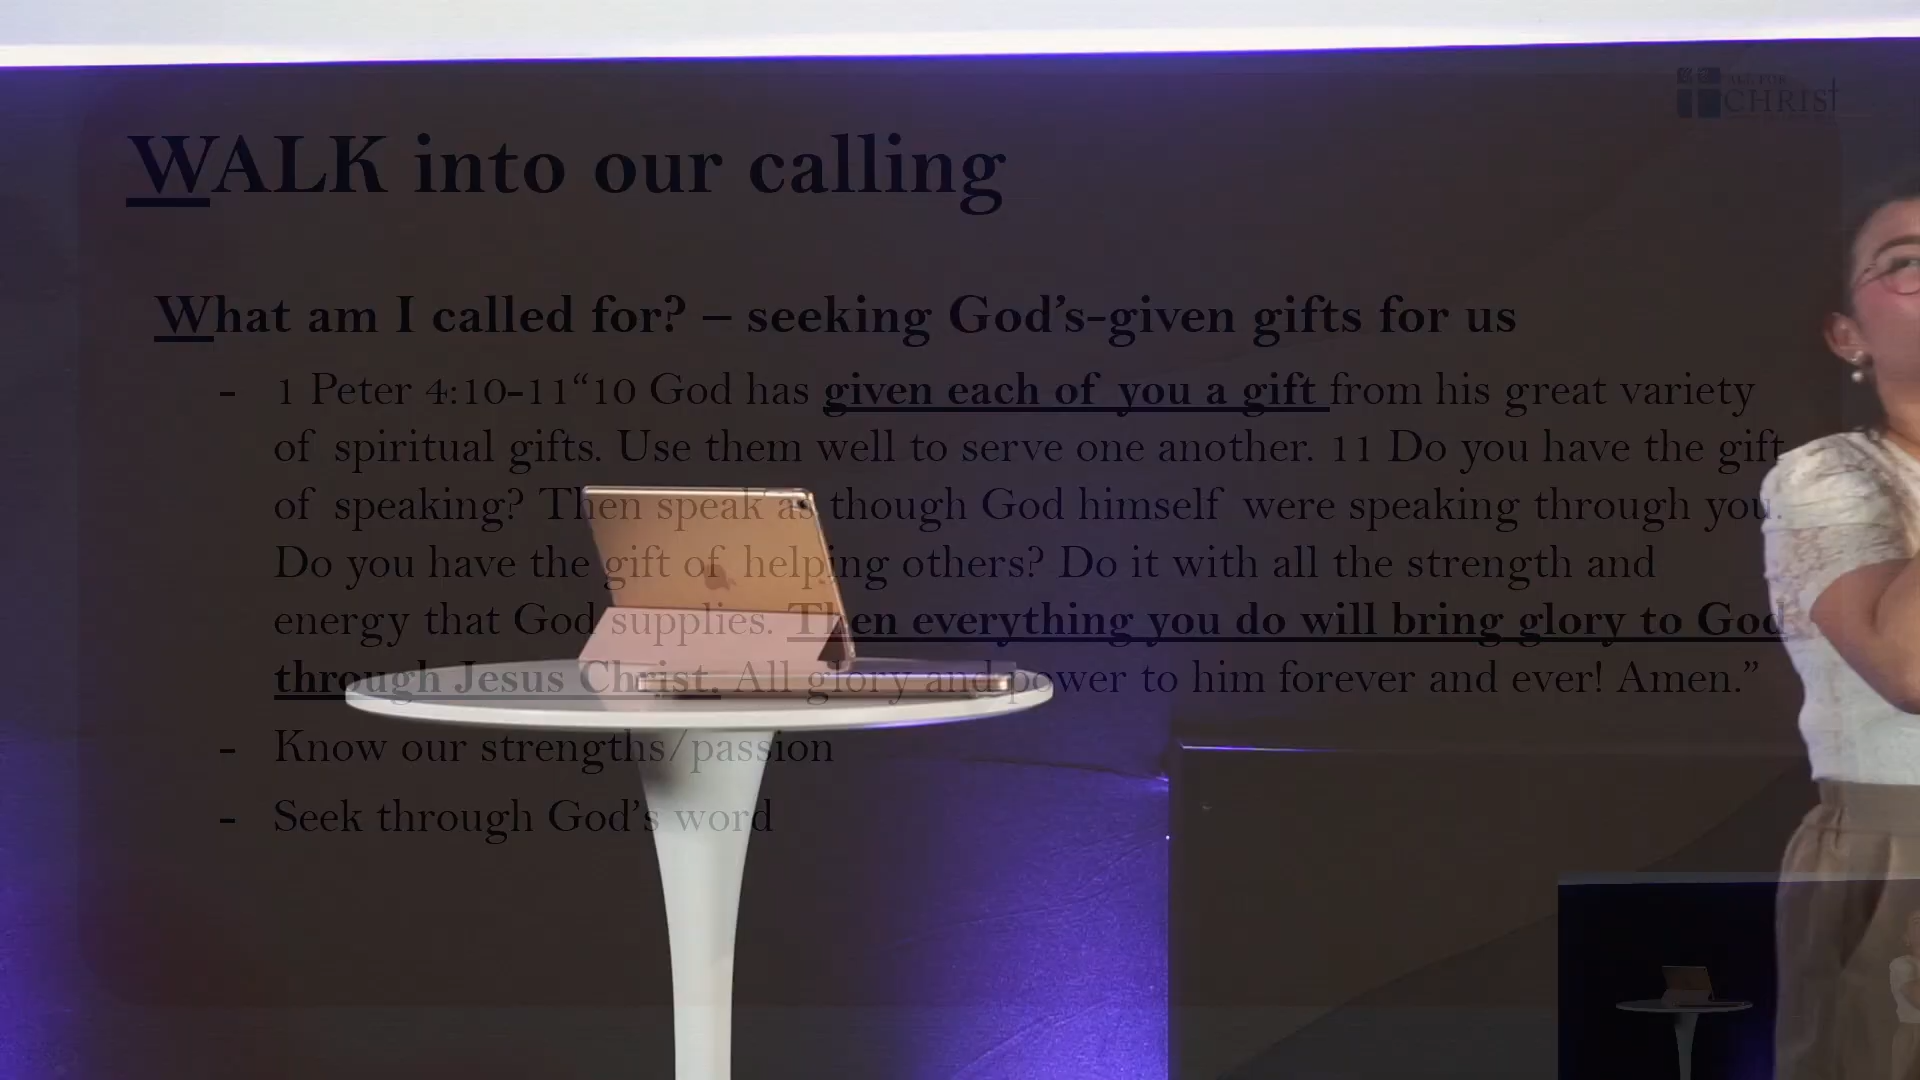 ALL FOR
CHRIST
WALK into our calling
What am I called for? – seeking God’s-given gifts for us
- 1 Peter 4:10-11“10 God has given each of you a gift from his great variety
of spiritual gifts. Use them well to serve one another. 11 Do you have the gift
of speaking? Then speak as though God himself were speaking through you.
Do you have the gift of helping others? Do it with all the strength and
energy that God supplies. Then everything you do will bring glory to God
through Jesus Christ. All glory and power to him forever and ever! Amen.”
- Know our strengths/passion
- Seek through God’s word